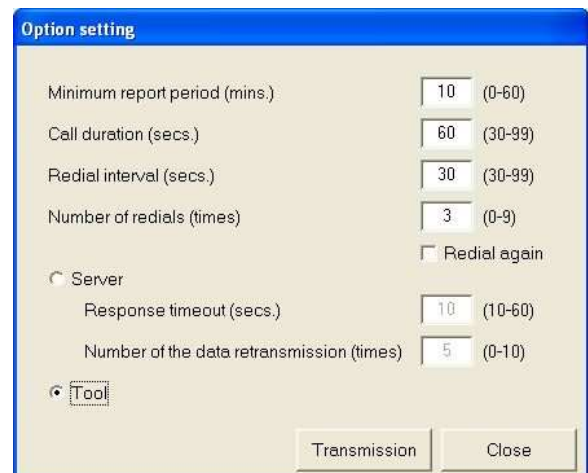 Option setting
Minimum report period (mins.) 10 (0-60)
Call duration (secs.) 60 (30-99)
Redial interval (secs.) 30 (30-99)
Number of redials (times) 3 (0-9)
Redial again
Server
Response timeout (secs.) 10 (10-60)
Number of the data retransmission (times) 5 (0-10)
Tool
Transmission Close